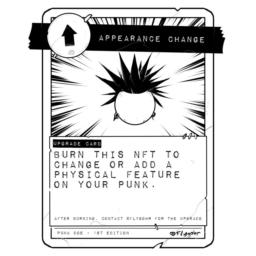 APPEARANCE CHANGE
UPGRADE CARD
BURN THIS NFT TO
CHANGE OR ADD A
PHYSICAL FEATURE
ON YOUR PUNK.
AFTER BURNING, CONTACT @FLYGOHR FOR THE UPGRADE
1ST EDITION
@Flygohr